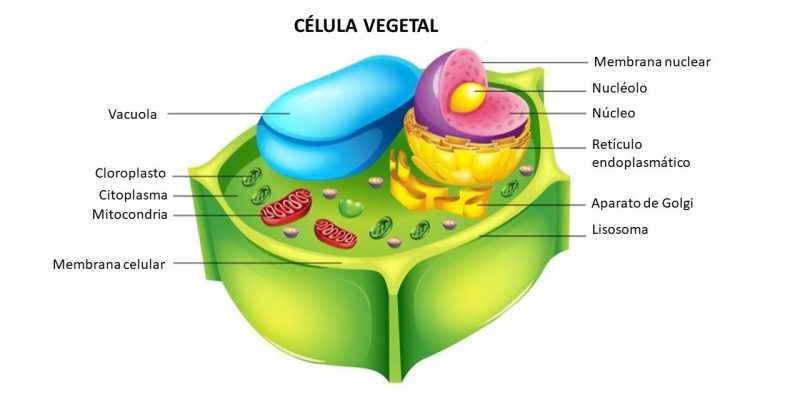 CÉLULA VEGETAL
Vacuola
Cloroplasto
Citoplasma
Mitocondria
Membrana celular
Membrana nuclear
Nucléolo
Núcleo
Retículo
endoplasmático
Aparato de Golgi
Lisosoma